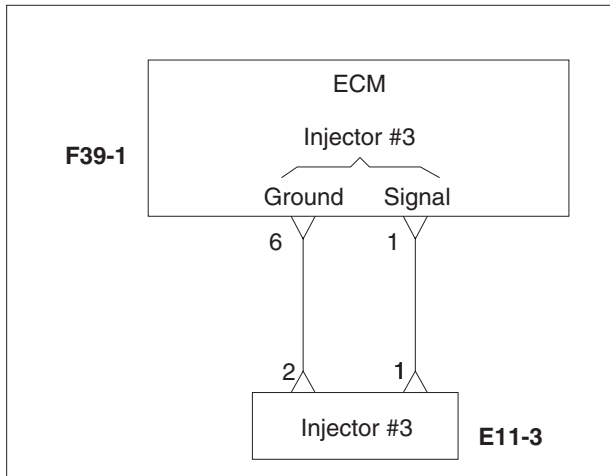 ECM
Injector #3
F39-1
Ground Signal
6 1
2 1
Injector #3
E11-3